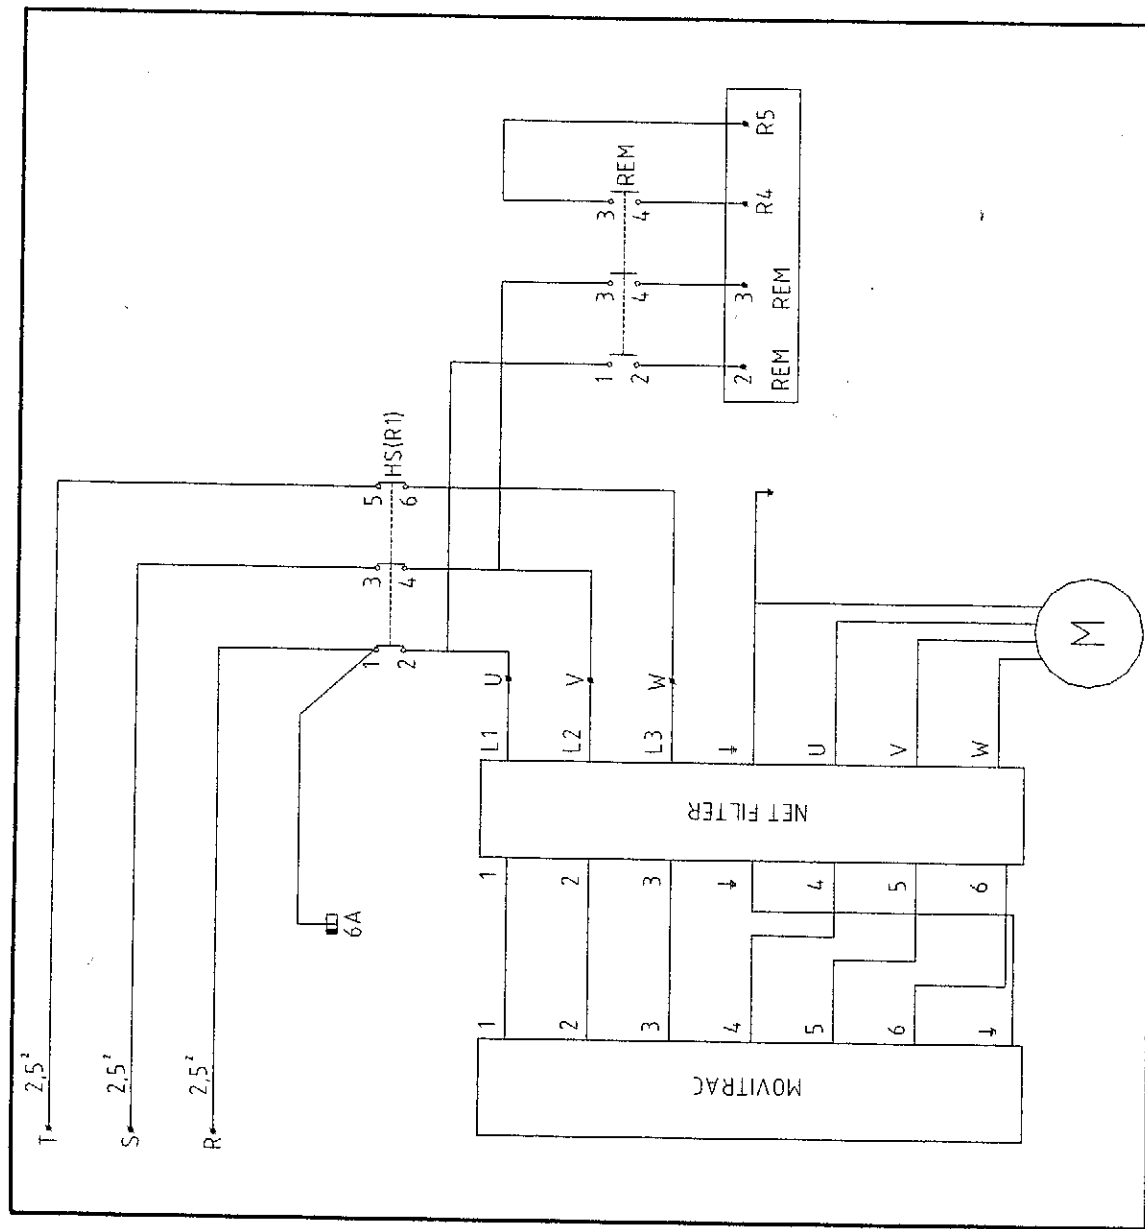 T 2,5²
S 2,5²
R 2,5²
6A
1 3 5
2 4 6
HS(R1)
1 3 3
2 4 4
REM
2 3 R4 R5
REM REM
U V W
L1 L2 L3 U V W
NET FILTER
1 2 3 4 5 6
1 2 3 4 5 6
MOVITRAC
M